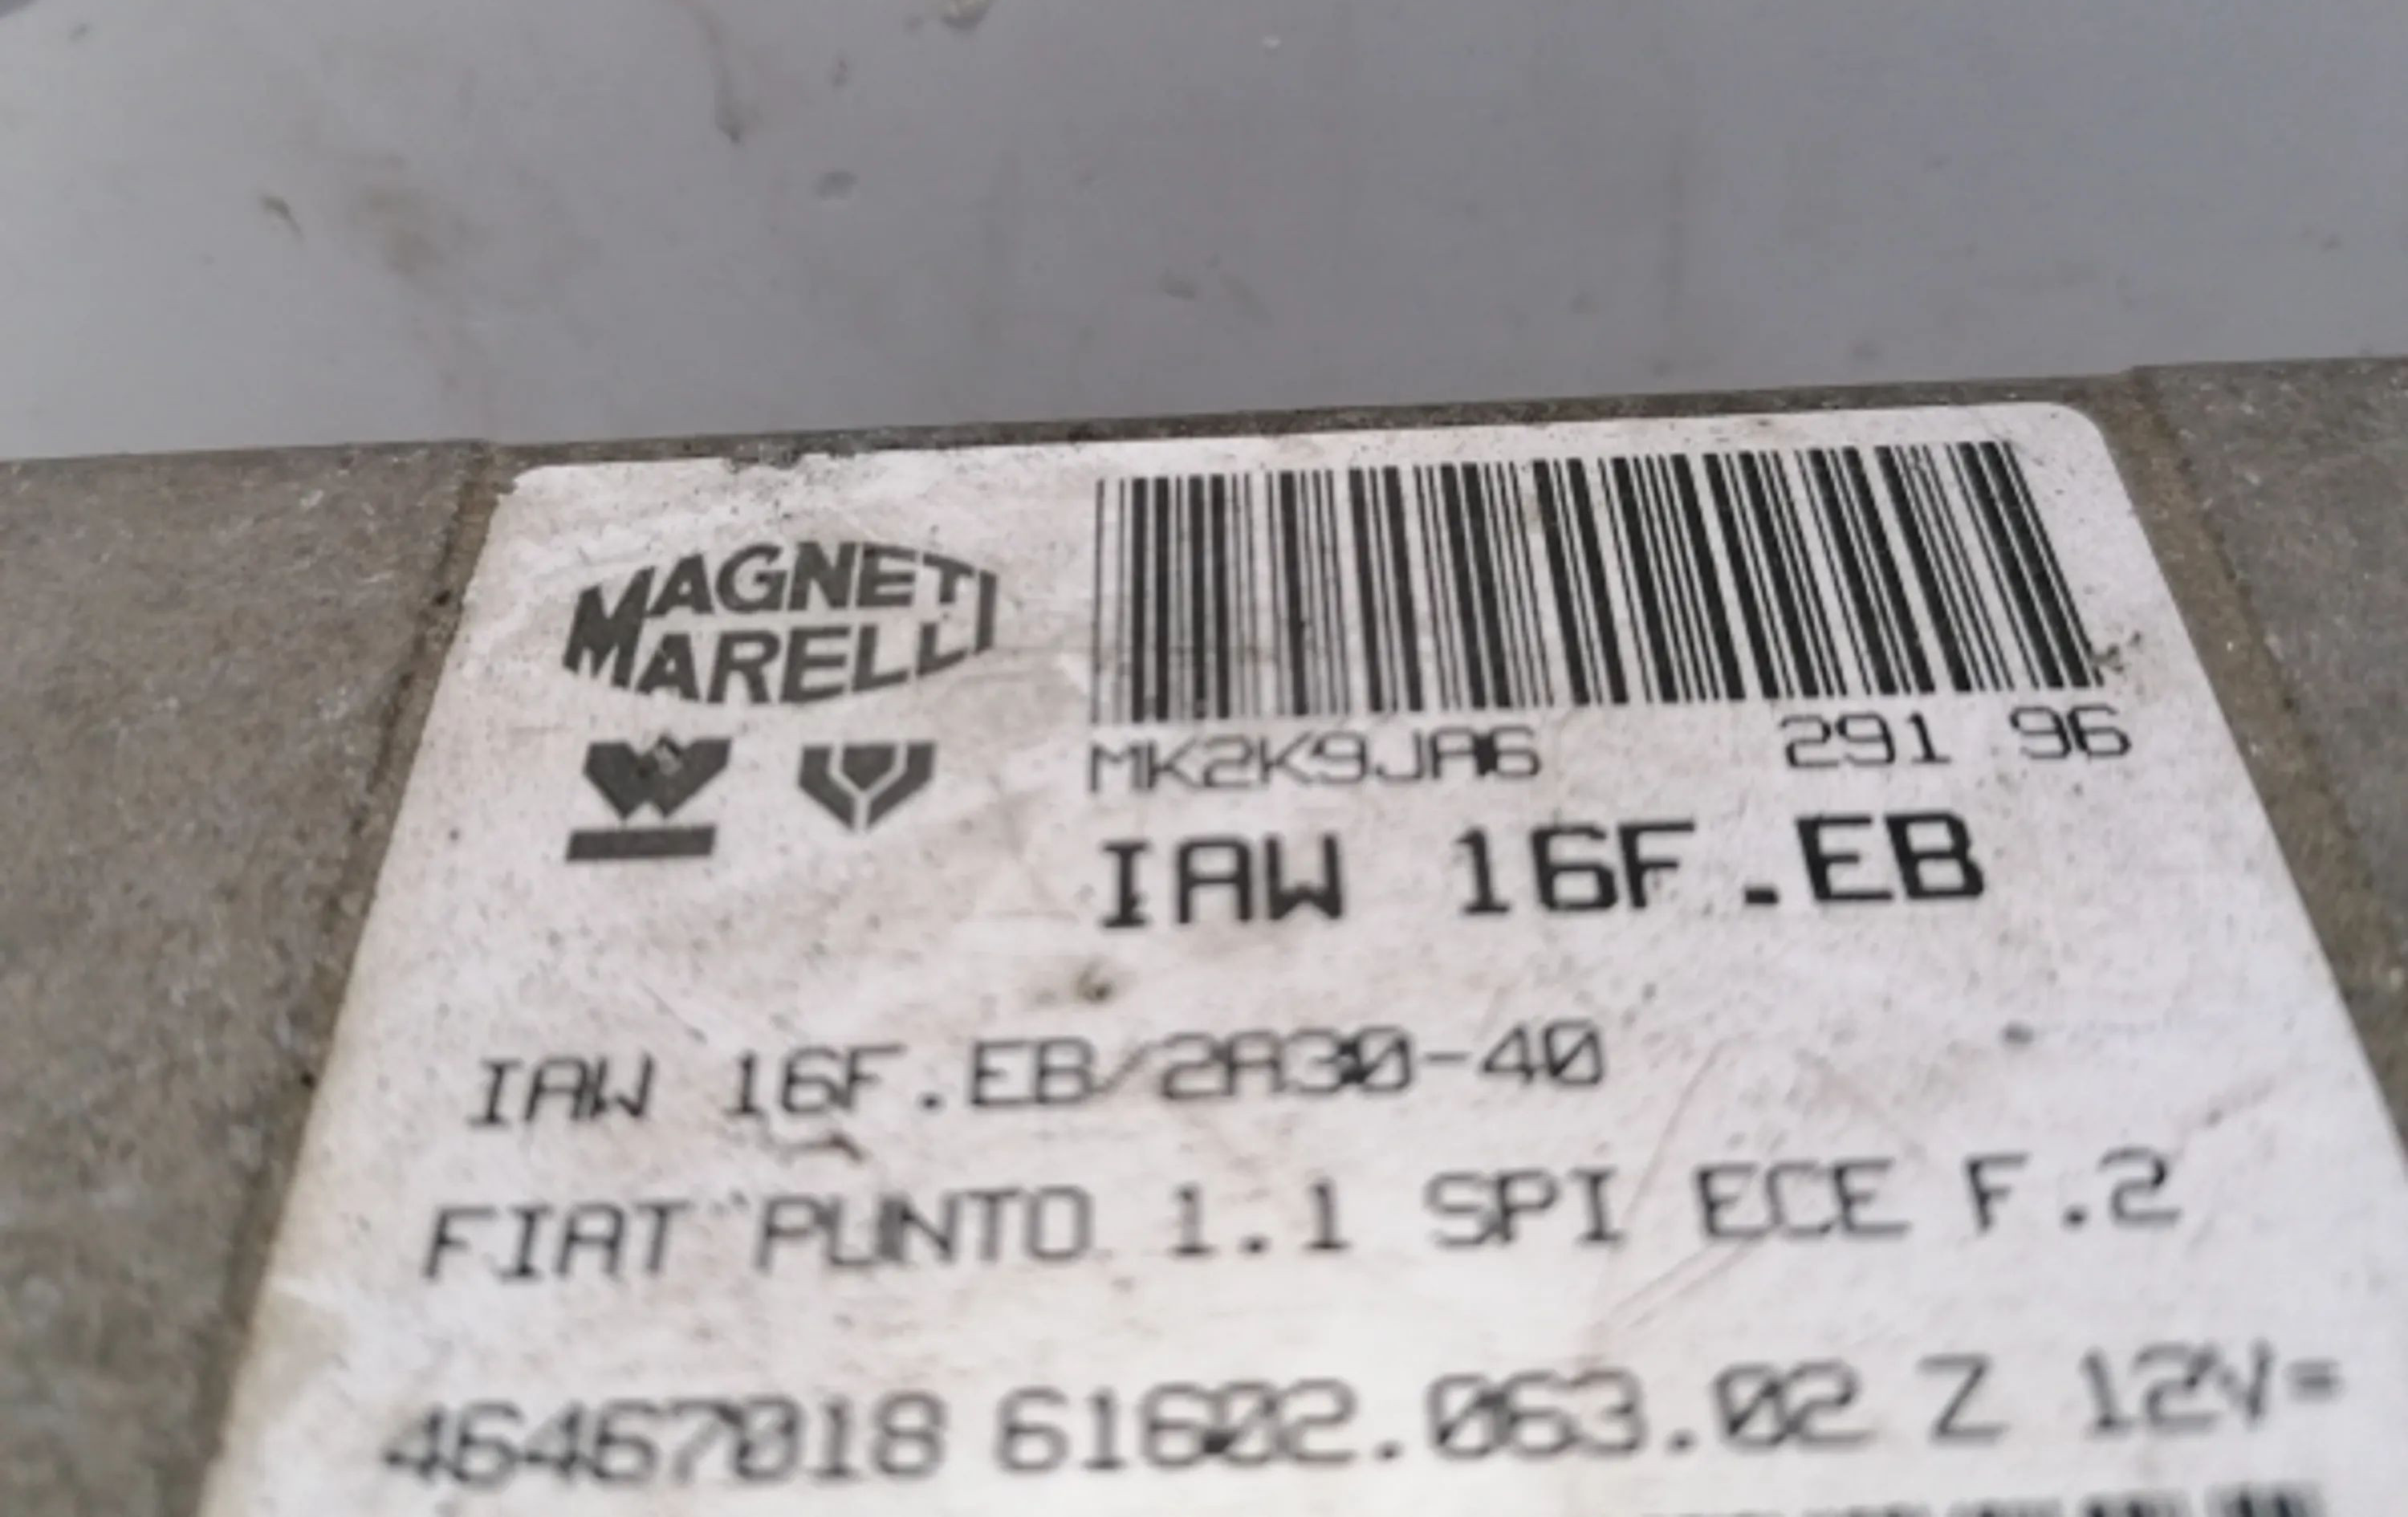 MAGNETI
MARELLI
MK2K9JA6 291 96
IAW 16F.EB
IAW 16F.EB/2A30-40
FIAT PUNTO 1.1 SPI ECE F.2
46467018 61602.063.02 Z 12V=